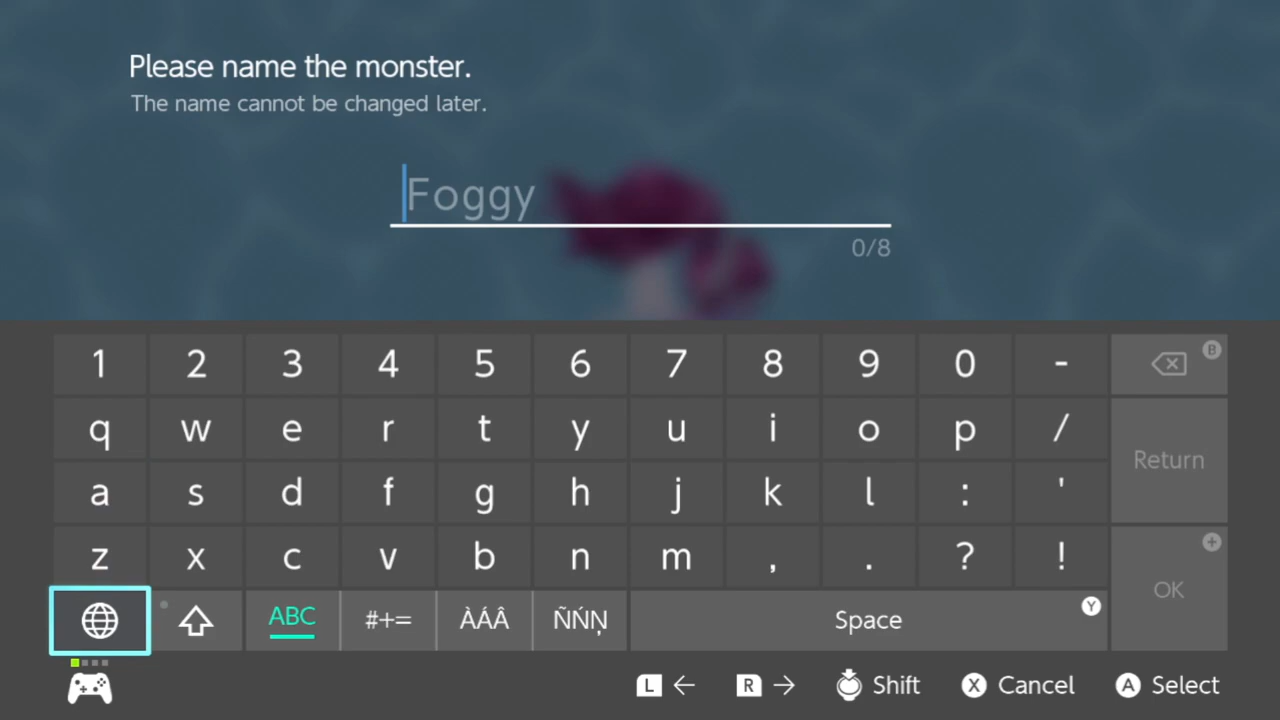 Please name the monster.
The name cannot be changed later.
Foggy
0/8
1 2 3 4 5 6 7 8 9 0 - B
q w e r t y u i o p / Return
a s d f g h j k l : '
z x c v b n m , . ? ! + OK
ABC #+= ÀÁÂ ÑŃŅ Space Y
L ← R → Shift X Cancel A Select